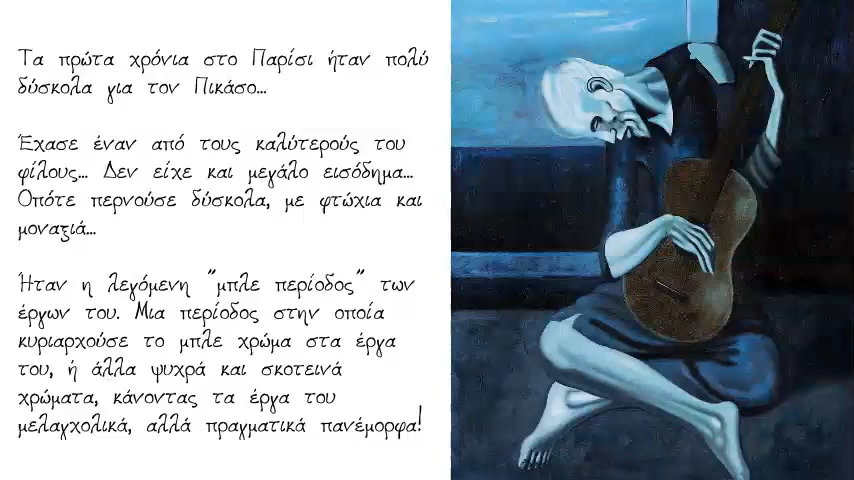 Τα πρώτα χρόνια στο Παρίσι ήταν πολύ
δύσκολα για τον Πικάσο...
Έχασε έναν από τους καλύτερούς του
φίλους... Δεν είχε και μεγάλο εισόδημα...
Οπότε περνούσε δύσκολα, με φτώχια και
μοναξιά...
Ήταν η λεγόμενη "μπλε περίοδος" των
έργων του. Μια περίοδος στην οποία
κυριαρχούσε το μπλε χρώμα στα έργα
του, ή άλλα ψυχρά και σκοτεινά
χρώματα, κάνοντας τα έργα του
μελαγχολικά, αλλά πραγματικά πανέμορφα!